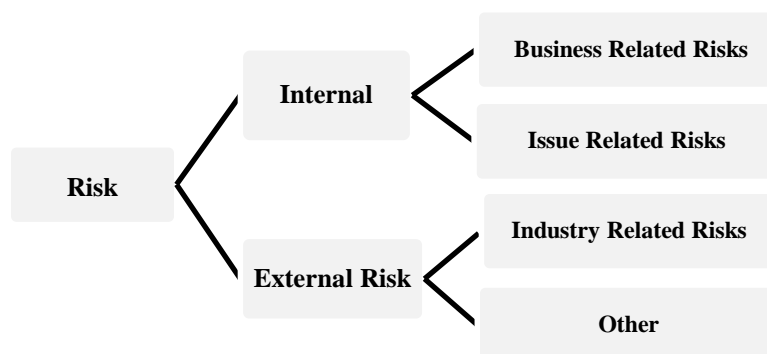 Business Related Risks
Internal
Issue Related Risks
Risk
Industry Related Risks
External Risk
Other